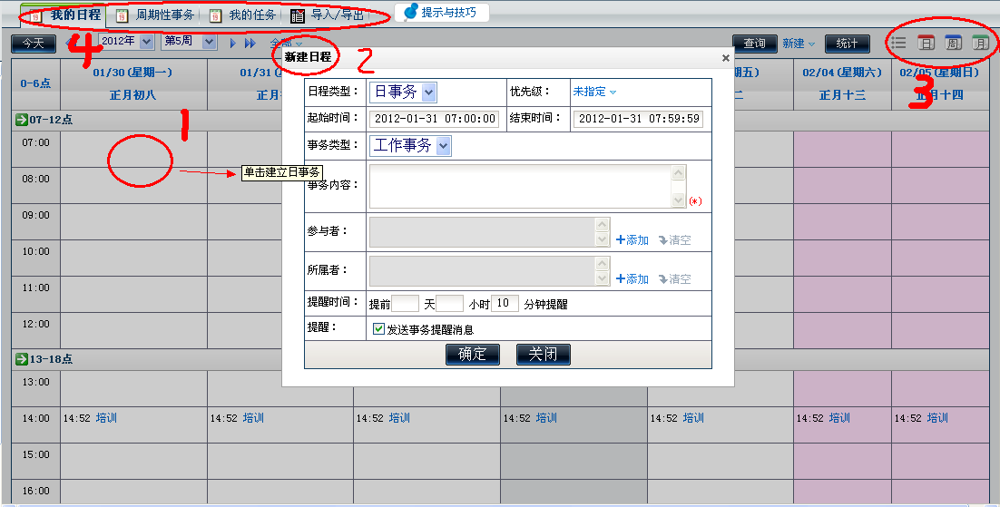 我的日程 周期性事务 我的任务 导入/导出 提示与技巧
4
今天 2012年 第5周 全部 查询 新建 统计 日 周 月
新建日程 2
3
0-6点 01/30(星期一) 01/31(星 五) 02/04(星期六) 02/05(星期日)
正月初八 正月 二 正月十三 正月十四
07-12点
1
07:00
08:00
09:00
10:00
11:00
12:00
单击建立日事务
日程类型： 日事务 优先级： 未指定
起始时间： 2012-01-31 07:00:00 结束时间： 2012-01-31 07:59:59
事务类型： 工作事务
事务内容： (*)
参与者： 添加 清空
所属者： 添加 清空
提醒时间： 提前 天 小时 10 分钟提醒
提醒： 发送事务提醒消息
确定 关闭
13-18点
13:00
14:00 14:52 培训 14:52 培训 14:52 培训 14:52 培训 14:52 培训 14:52 培训 14:52 培训
15:00
16:00